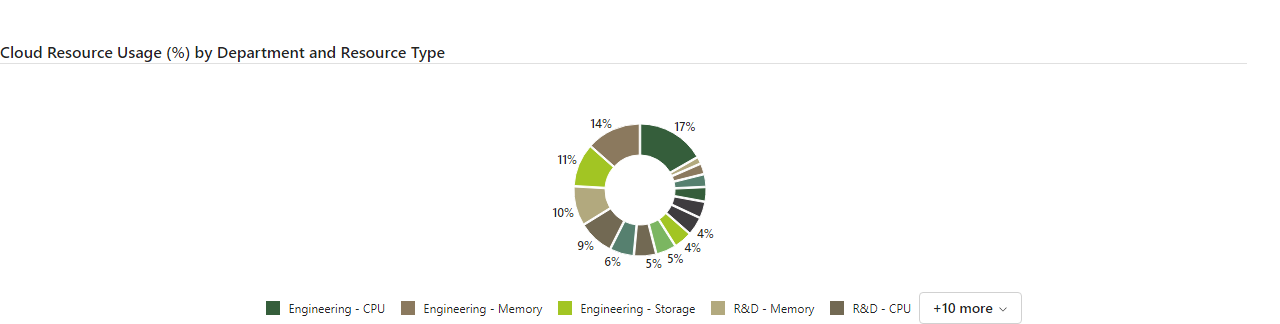 Cloud Resource Usage (%) by Department and Resource Type
14%
17%
11%
10%
4%
9%
4%
6%
5%
5%
Engineering - CPU
Engineering - Memory
Engineering - Storage
R&D - Memory
R&D - CPU
+10 more